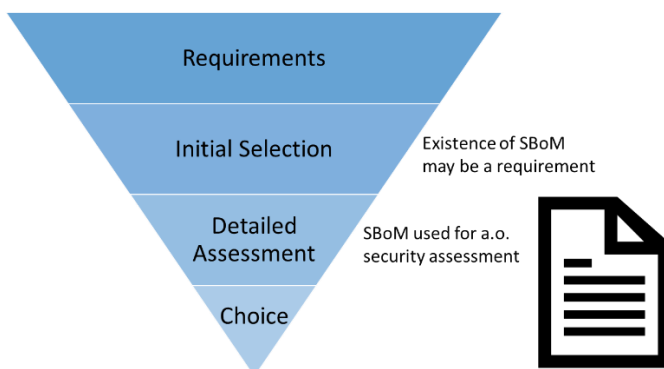 Requirements
Initial Selection
Existence of SBoM
may be a requirement
Detailed
Assessment
SBoM used for a.o.
security assessment
Choice